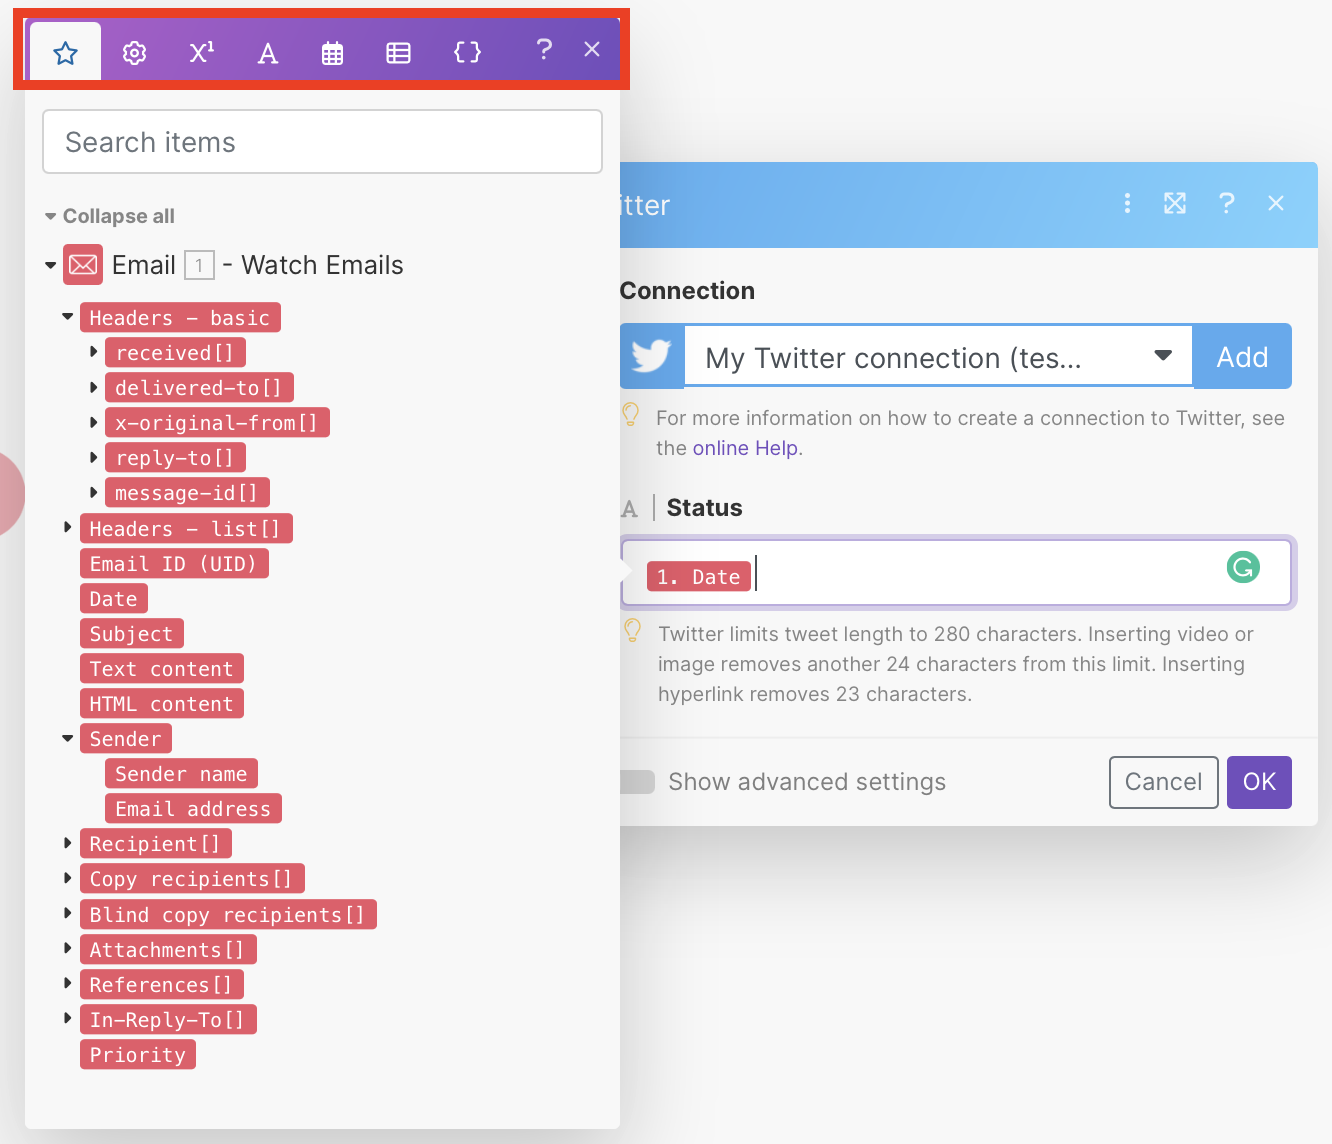 X¹ A {} ?
Search items
Collapse all
Email 1 - Watch Emails
Headers - basic
received[]
delivered-to[]
x-original-from[]
reply-to[]
message-id[]
Headers - list[]
Email ID (UID)
Date
Subject
Text content
HTML content
Sender
Sender name
Email address
Recipient[]
Copy recipients[]
Blind copy recipients[]
Attachments[]
References[]
In-Reply-To[]
Priority
itter ?
Connection
My Twitter connection (tes...
Add
For more information on how to create a connection to Twitter, see
the online Help.
A | Status
1. Date
Twitter limits tweet length to 280 characters. Inserting video or
image removes another 24 characters from this limit. Inserting
hyperlink removes 23 characters.
Show advanced settings
Cancel
OK